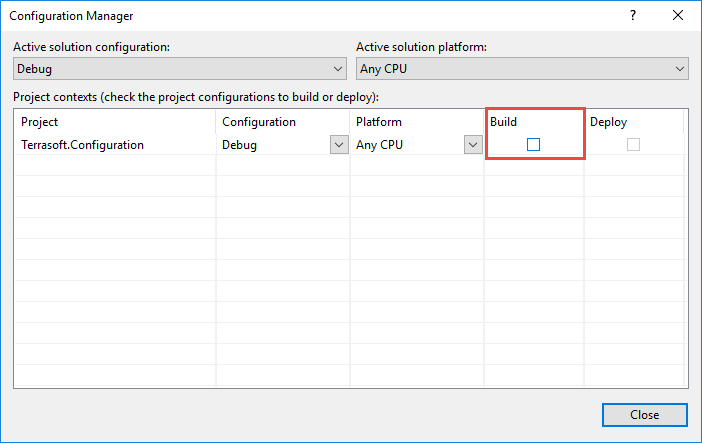 Configuration Manager
?
Active solution configuration: Active solution platform:
Debug Any CPU
Project contexts (check the project configurations to build or deploy):
Project Configuration Platform Build Deploy
Terrasoft.Configuration Debug Any CPU
Close